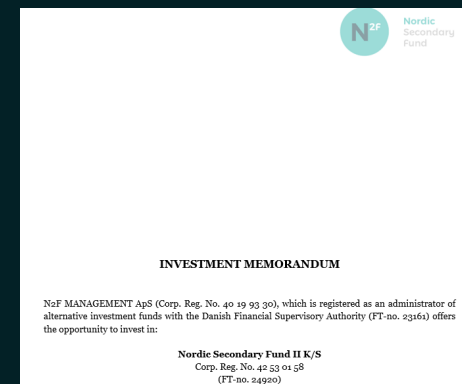 N2F
Nordic
Secondary
Fund
INVESTMENT MEMORANDUM
N2F MANAGEMENT ApS (Corp. Reg. No. 40 19 93 30), which is registered as an administrator of
alternative investment funds with the Danish Financial Supervisory Authority (FT-no. 23161) offers
the opportunity to invest in:
Nordic Secondary Fund II K/S
Corp. Reg. No. 42 53 01 58
(FT-no. 24920)